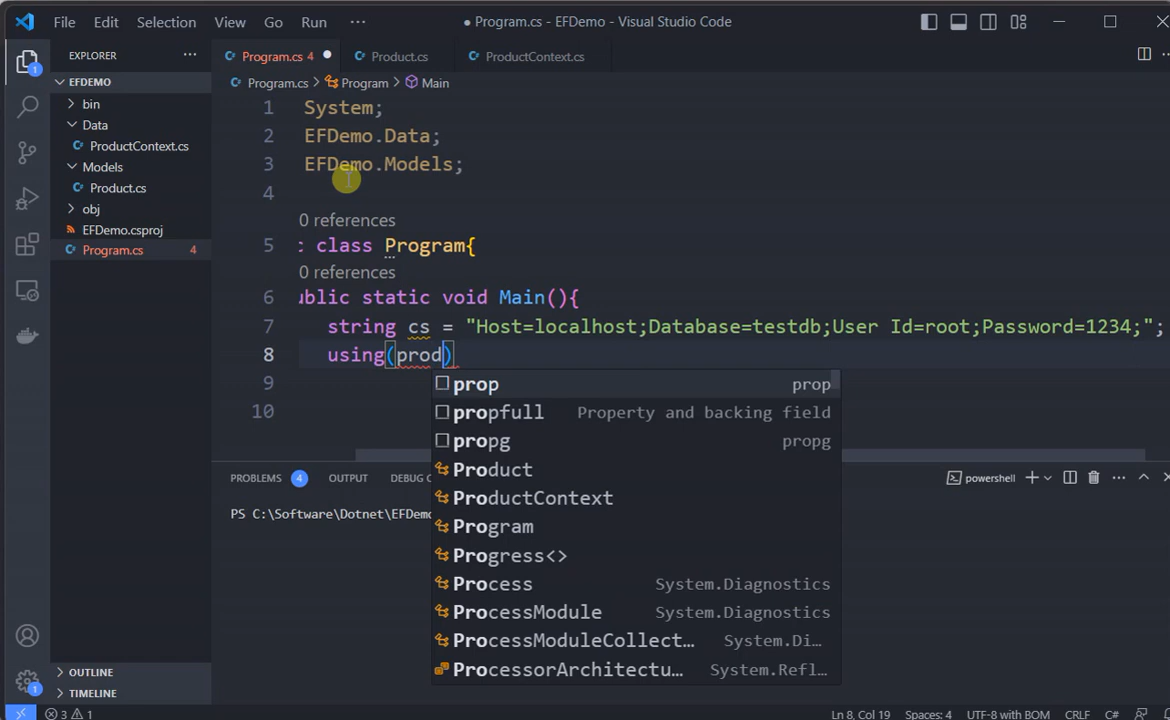 File Edit Selection View Go Run ··· ● Program.cs - EFDemo - Visual Studio Code
EXPLORER ···
EFDEMO
bin
Data
ProductContext.cs
Models
Product.cs
obj
EFDemo.csproj
Program.cs 4
OUTLINE
TIMELINE
1
1
Program.cs 4 ● Product.cs ProductContext.cs
Program.cs > Program > Main
1 System;
2 EFDemo.Data;
3 EFDemo.Models;
4
0 references
5 class Program{
0 references
6 ublic static void Main(){
7 string cs = "Host=localhost;Database=testdb;User Id=root;Password=1234;";
8 using(prod)
9
10
prop prop
propfull Property and backing field
propg propg
Product
ProductContext
Program
Progress<>
Process System.Diagnostics
ProcessModule System.Diagnostics
ProcessModuleCollect… System.Di…
ProcessorArchitectu… System.Refl…
PROBLEMS 4 OUTPUT DEBUG C powershell
PS C:\Software\Dotnet\EFDemo
3 1 Ln 8, Col 19 Spaces: 4 UTF-8 with BOM CRLF C#